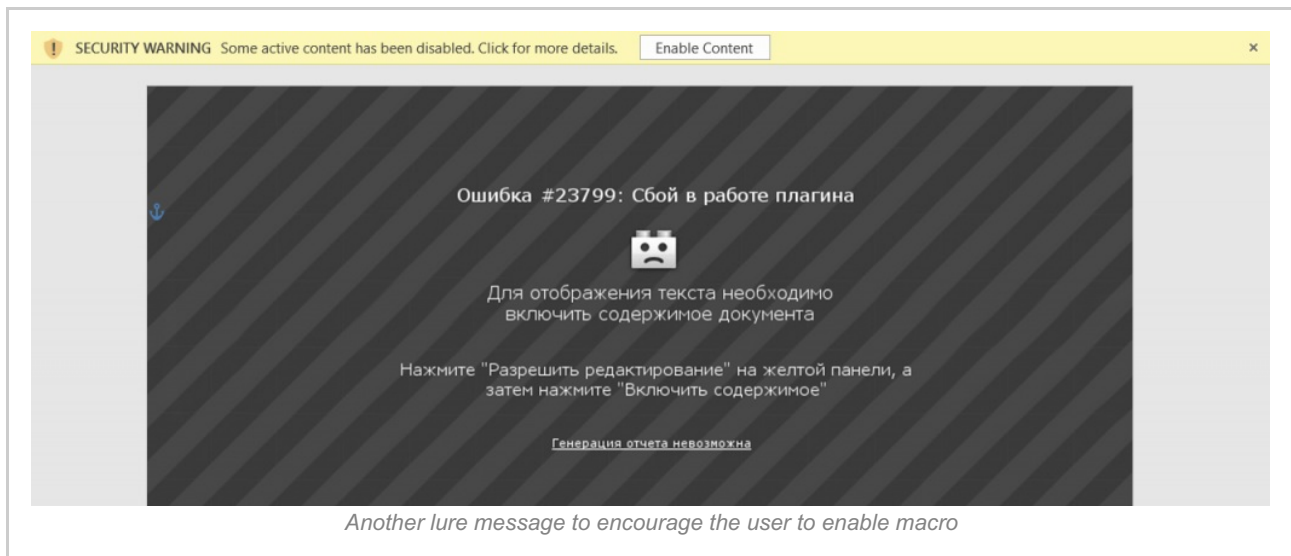 SECURITY WARNING Some active content has been disabled. Click for more details. Enable Content
Ошибка #23799: Сбой в работе плагина
Для отображения текста необходимо
включить содержимое документа
Нажмите "Разрешить редактирование" на желтой панели, а
затем нажмите "Включить содержимое"
Генерация отчета невозможна
Another lure message to encourage the user to enable macro